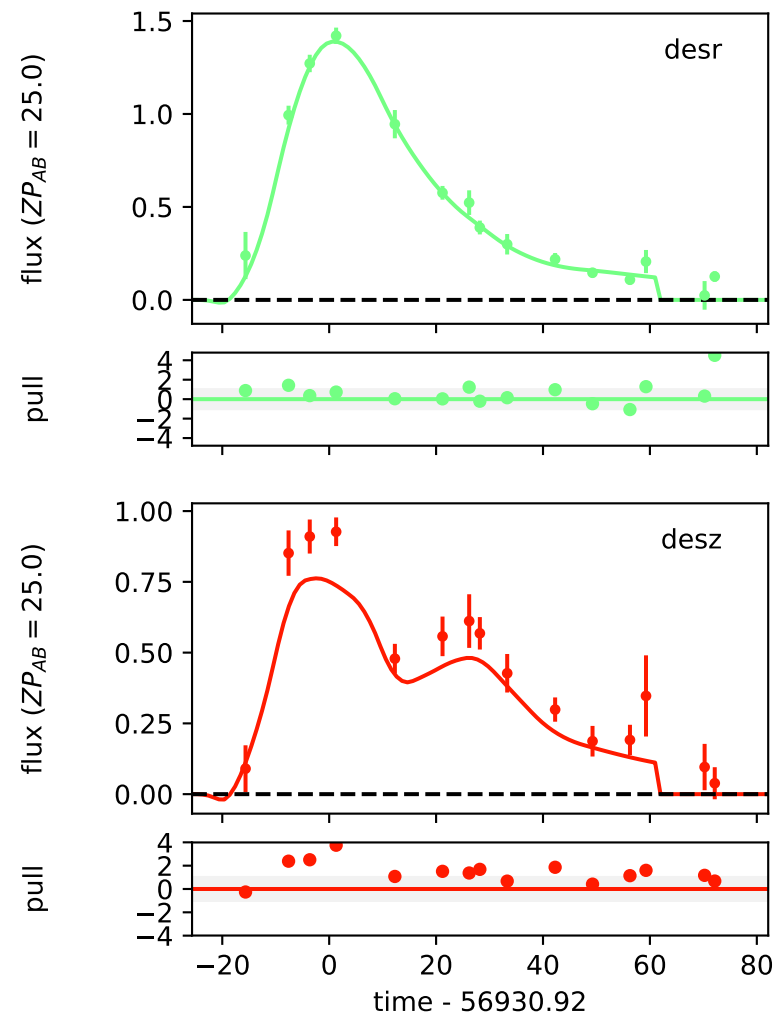 desr
flux (ZP_AB = 25.0)
1.5
1.0
0.5
0.0
pull
4
2
0
−2
−4
desz
flux (ZP_AB = 25.0)
1.00
0.75
0.50
0.25
0.00
pull
4
2
0
−2
−4
−20 0 20 40 60 80
time - 56930.92